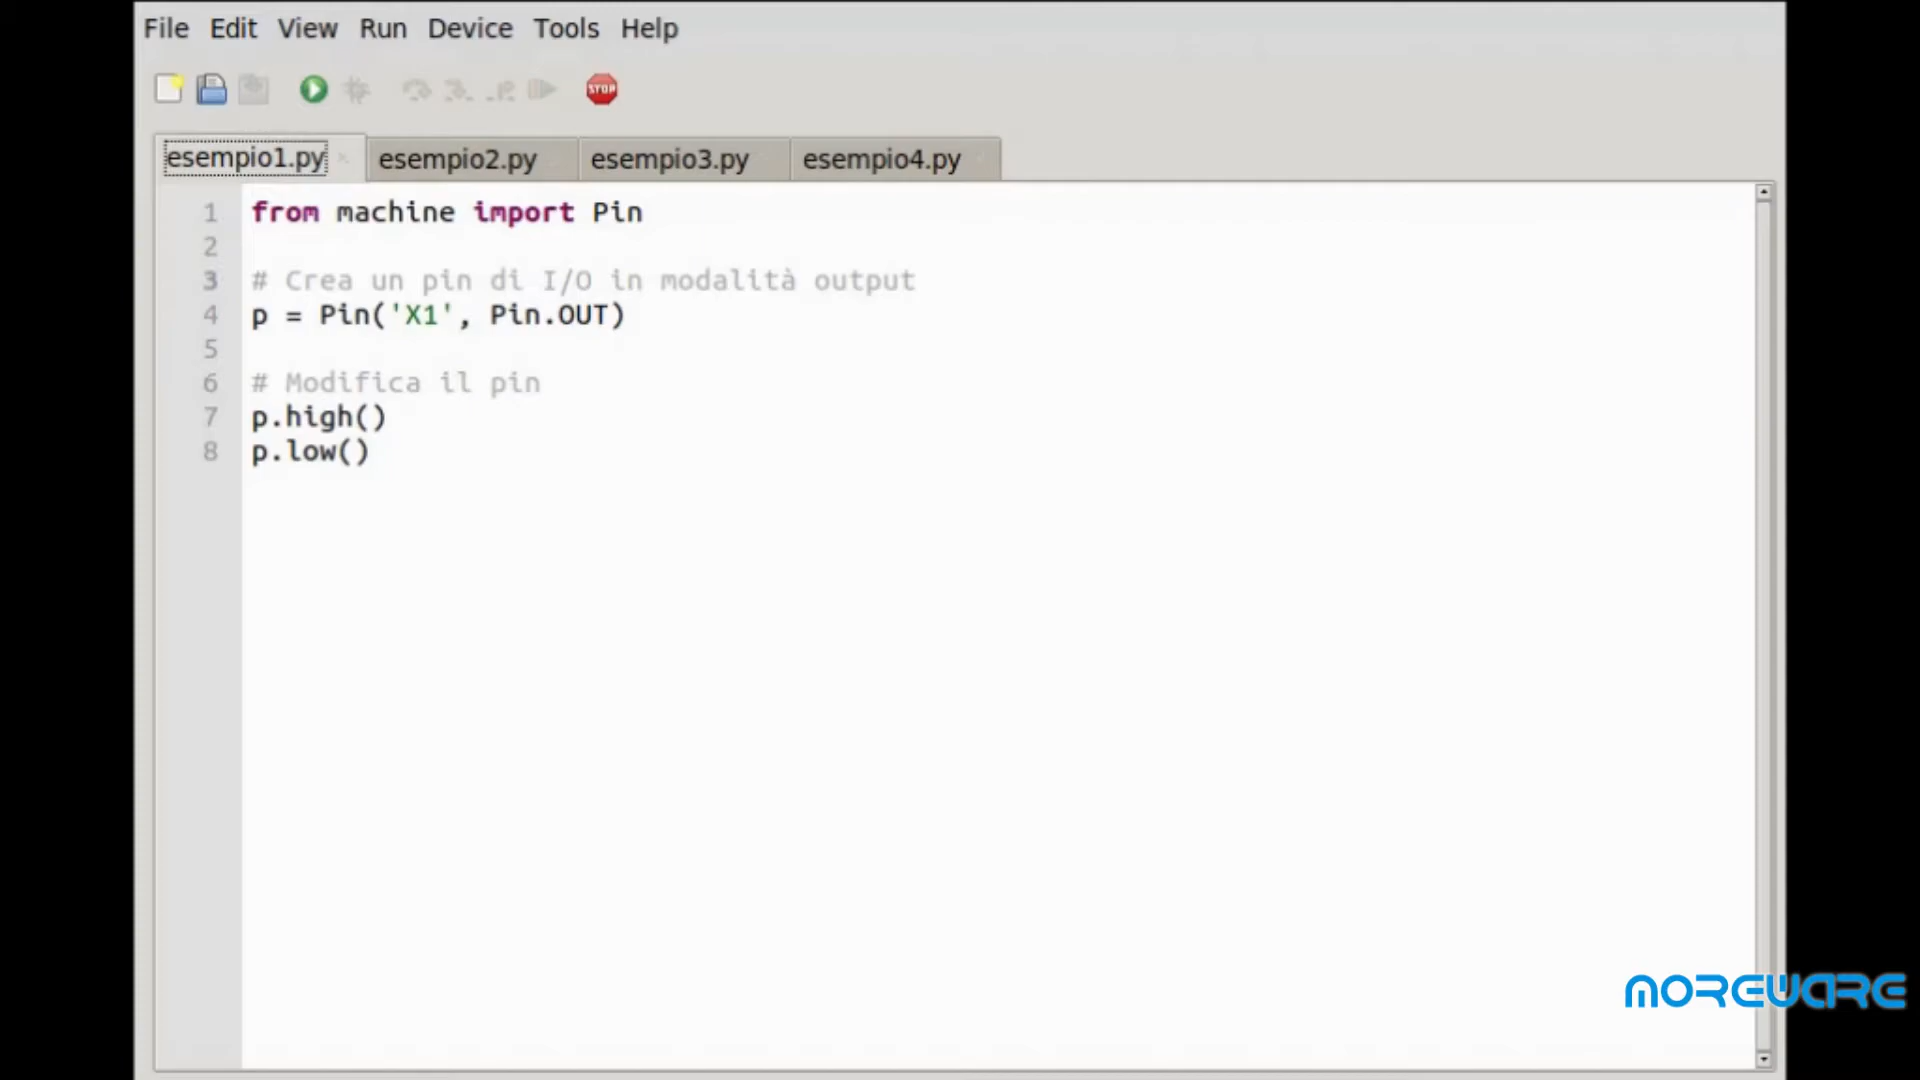 File Edit View Run Device Tools Help
STOP
esempio1.py esempio2.py esempio3.py esempio4.py
1 from machine import Pin
2
3 # Crea un pin di I/O in modalità output
4 p = Pin('X1', Pin.OUT)
5
6 # Modifica il pin
7 p.high()
8 p.low()
MOREWARE